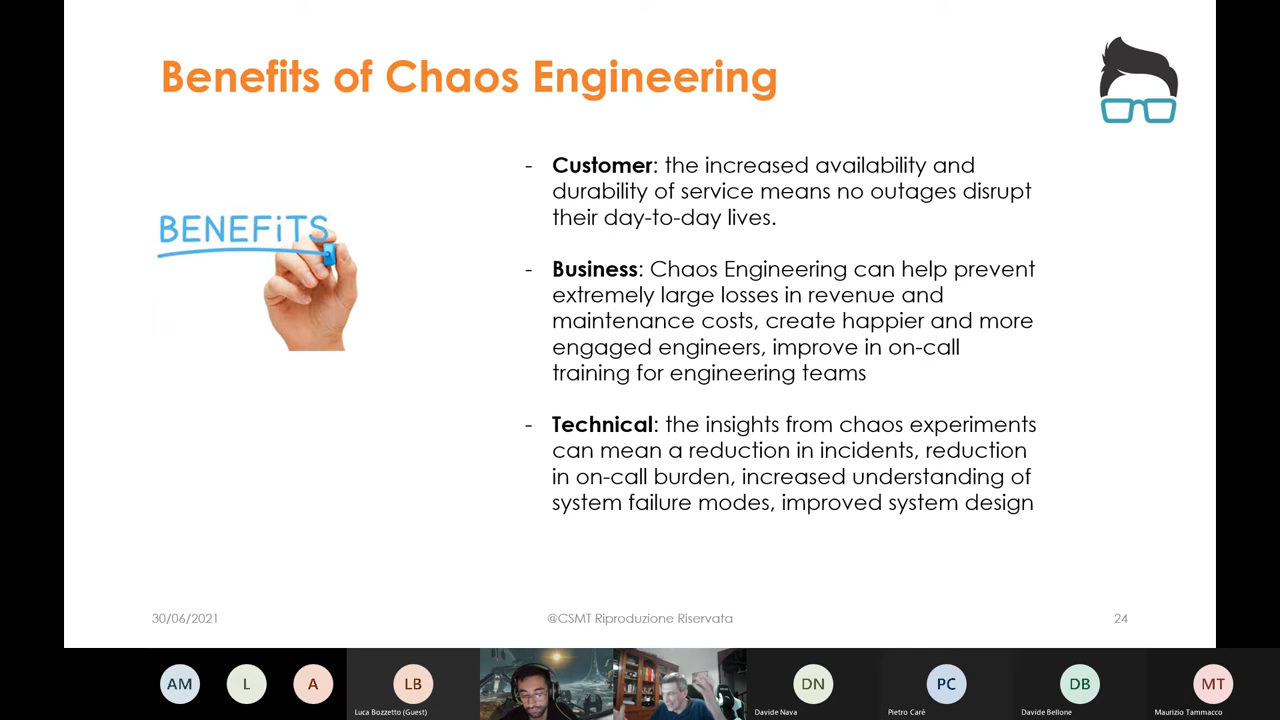 Benefits of Chaos Engineering
BENEFiTS
- Customer: the increased availability and
durability of service means no outages disrupt
their day-to-day lives.
- Business: Chaos Engineering can help prevent
extremely large losses in revenue and
maintenance costs, create happier and more
engaged engineers, improve in on-call
training for engineering teams
- Technical: the insights from chaos experiments
can mean a reduction in incidents, reduction
in on-call burden, increased understanding of
system failure modes, improved system design
30/06/2021
@CSMT Riproduzione Riservata
24
AM
L
A
LB
DN
PC
DB
MT
Luca Bozzetto (Guest)
Davide Nava
Pietro Carè
Davide Bellone
Maurizio Tammacco